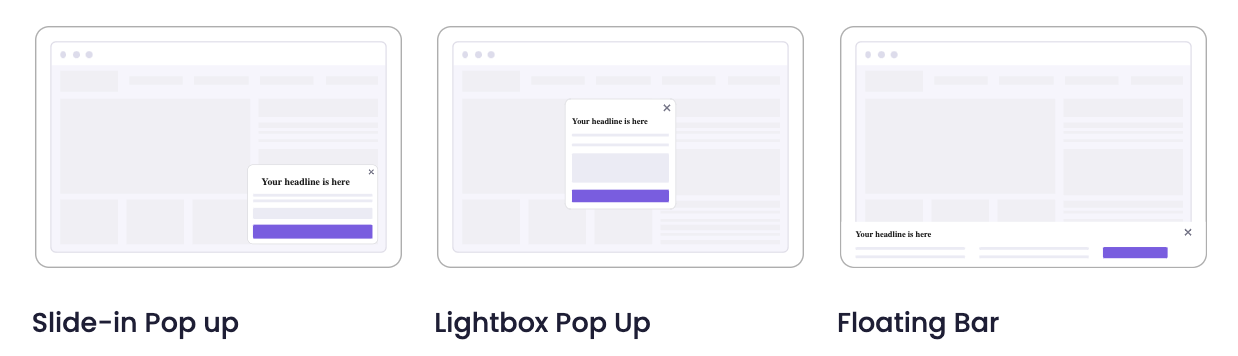 Your headline is here
Your headline is here
Your headline is here
Slide-in Pop up
Lightbox Pop Up
Floating Bar